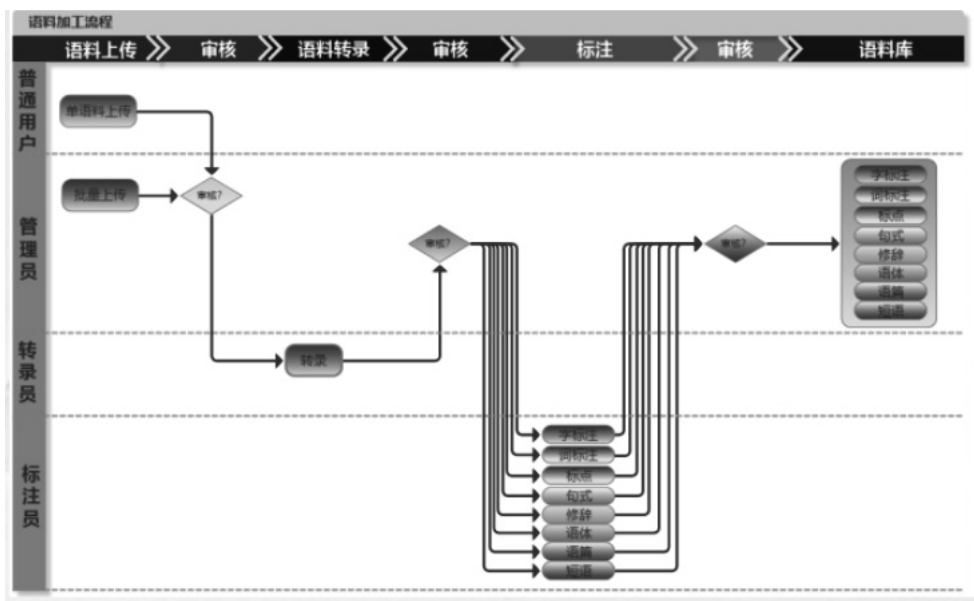 语料加工流程
语料上传 审核 语料转录 审核 标注 审核 语料库
普通用户
单语料上传
管理员
批量上传
审核?
审核?
审核?
字标注
词标注
标点
句式
修辞
语体
语篇
短语
转录员
转录
标注员
字标注
词标注
标点
句式
修辞
语体
语篇
短语